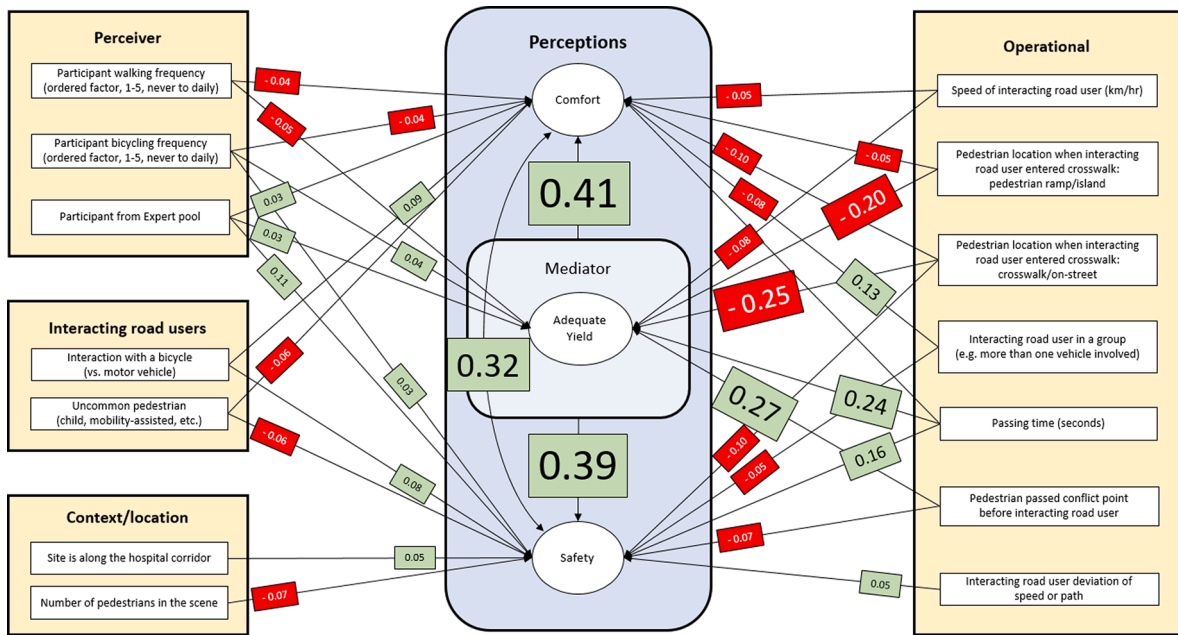 Perceiver
Participant walking frequency
(ordered factor, 1-5, never to daily)
Participant bicycling frequency
(ordered factor, 1-5, never to daily)
Participant from Expert pool
Interacting road users
Interaction with a bicycle
(vs. motor vehicle)
Uncommon pedestrian
(child, mobility-assisted, etc.)
Context/location
Site is along the hospital corridor
Number of pedestrians in the scene
- 0.04
- 0.05
- 0.04
0.03
0.09
0.03
0.04
0.11
- 0.06
0.03
- 0.06
0.08
0.05
- 0.07
Perceptions
Comfort
0.41
Mediator
Adequate
Yield
0.32
0.39
Safety
- 0.05
- 0.10
- 0.05
- 0.08
- 0.20
- 0.08
- 0.25
0.13
0.27
0.24
- 0.10
0.16
- 0.05
- 0.07
0.05
Operational
Speed of interacting road user (km/hr)
Pedestrian location when interacting
road user entered crosswalk:
pedestrian ramp/island
Pedestrian location when interacting
road user entered crosswalk:
crosswalk/on-street
Interacting road user in a group
(e.g. more than one vehicle involved)
Passing time (seconds)
Pedestrian passed conflict point
before interacting road user
Interacting road user deviation of
speed or path